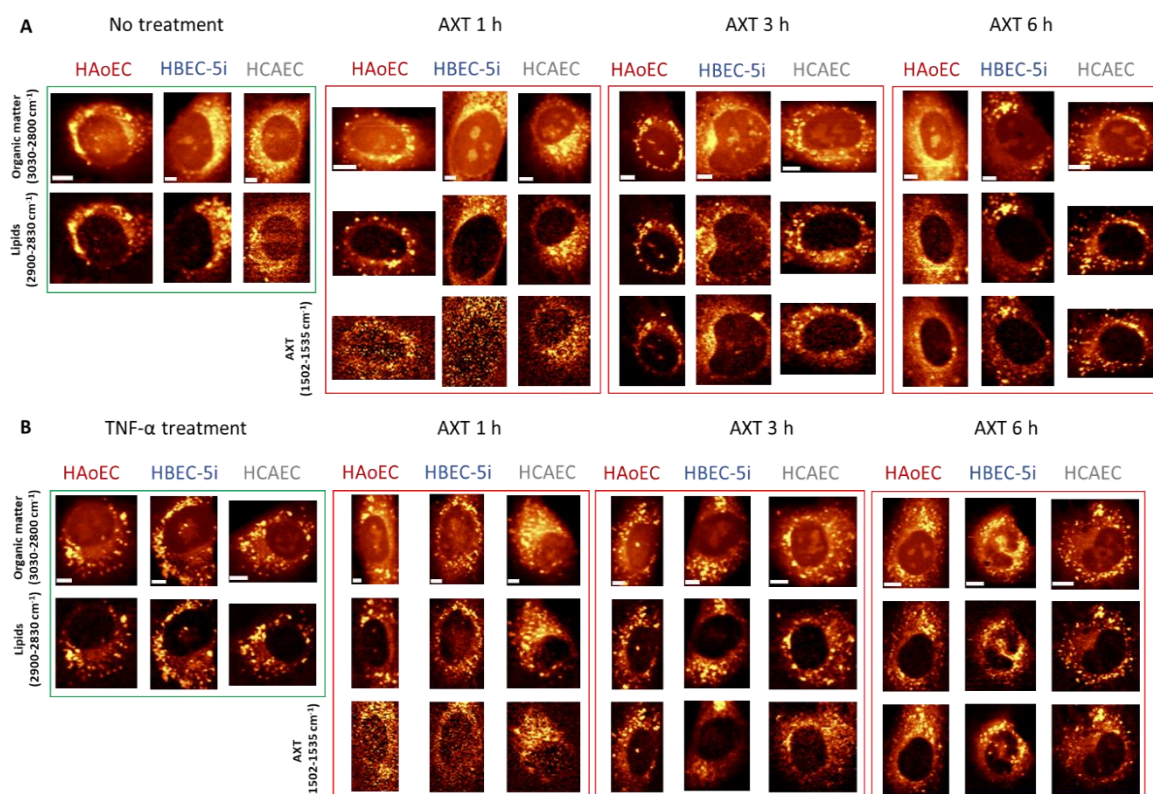 A
No treatment
AXT 1 h
AXT 3 h
AXT 6 h
HAoEC HBEC-5i HCAEC
HAoEC HBEC-5i HCAEC
HAoEC HBEC-5i HCAEC
HAoEC HBEC-5i HCAEC
Organic matter
(3030-2800 cm⁻¹)
Lipids
(2900-2830 cm⁻¹)
AXT
(1502-1535 cm⁻¹)
B
TNF-α treatment
AXT 1 h
AXT 3 h
AXT 6 h
HAoEC HBEC-5i HCAEC
HAoEC HBEC-5i HCAEC
HAoEC HBEC-5i HCAEC
HAoEC HBEC-5i HCAEC
Organic matter
(3030-2800 cm⁻¹)
Lipids
(2900-2830 cm⁻¹)
AXT
1502-1535 cm⁻¹)